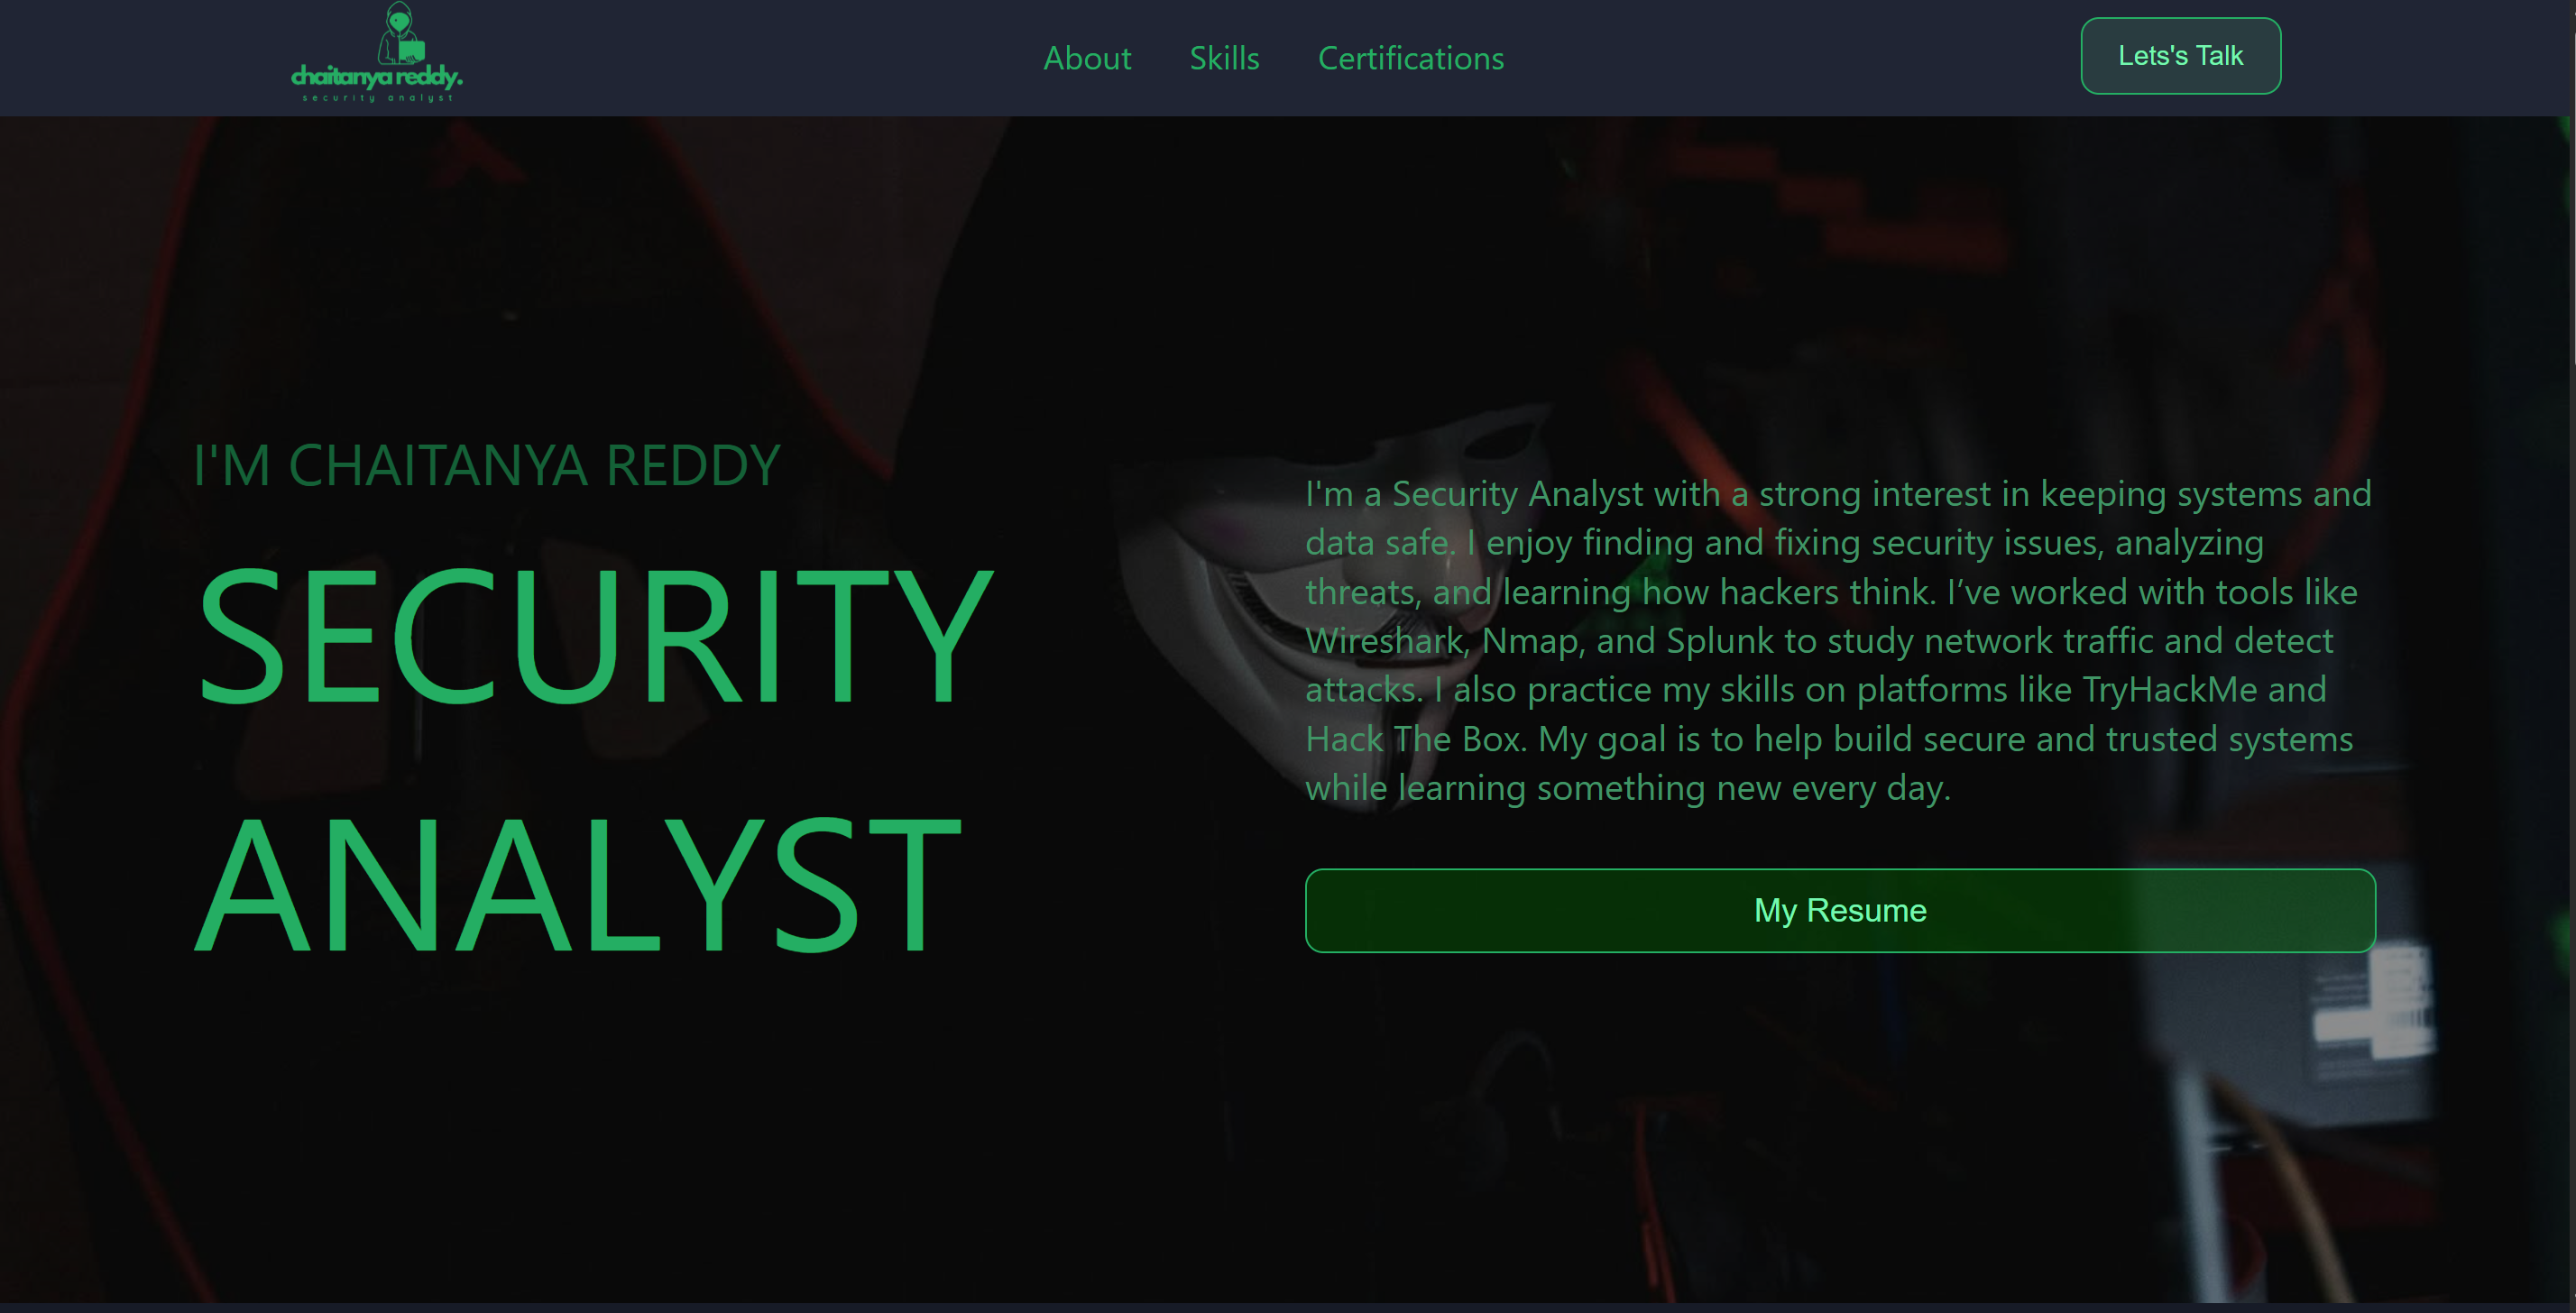 chaitanya reddy.
security analyst
About Skills Certifications
Lets's Talk
I'M CHAITANYA REDDY
SECURITY
ANALYST
I'm a Security Analyst with a strong interest in keeping systems and
data safe. I enjoy finding and fixing security issues, analyzing
threats, and learning how hackers think. I’ve worked with tools like
Wireshark, Nmap, and Splunk to study network traffic and detect
attacks. I also practice my skills on platforms like TryHackMe and
Hack The Box. My goal is to help build secure and trusted systems
while learning something new every day.
My Resume